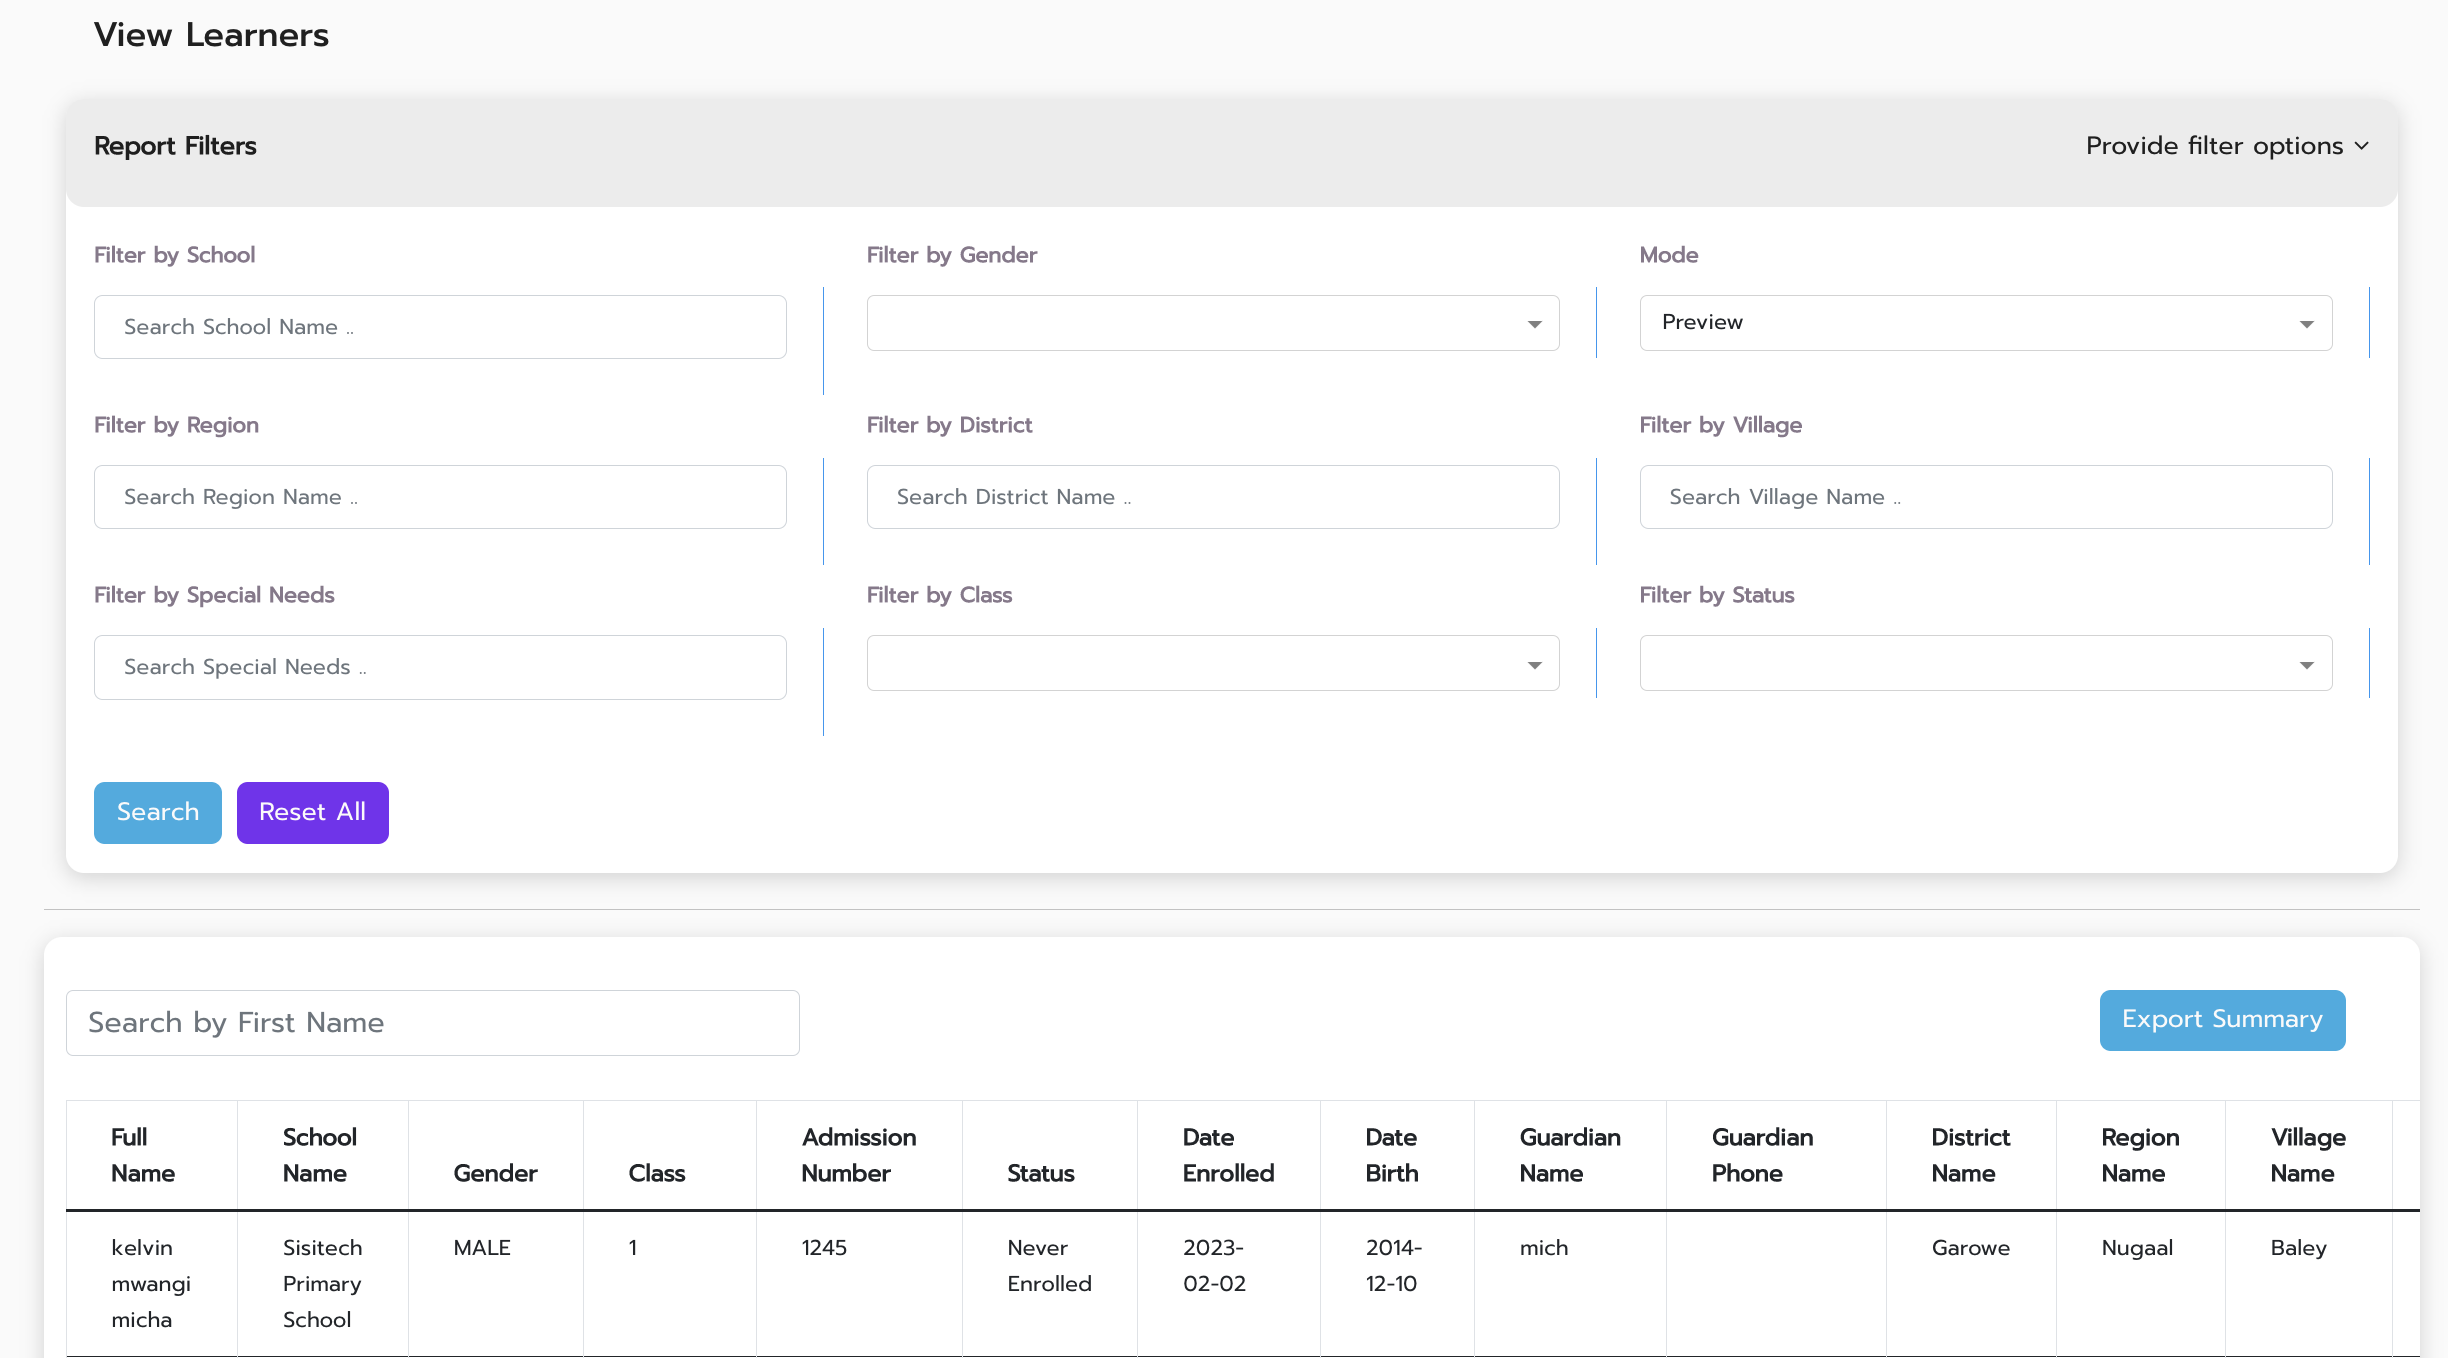 View Learners
Report Filters
Provide filter options
Filter by School
Filter by Gender
Mode
Search School Name ..
Preview
Filter by Region
Filter by District
Filter by Village
Search Region Name ..
Search District Name ..
Search Village Name ..
Filter by Special Needs
Filter by Class
Filter by Status
Search Special Needs ..
Search
Reset All
Search by First Name
Export Summary
Full Name
School Name
Gender
Class
Admission Number
Status
Date Enrolled
Date Birth
Guardian Name
Guardian Phone
District Name
Region Name
Village Name
kelvin mwangi micha
Sisitech Primary School
MALE
1
1245
Never Enrolled
2023-02-02
2014-12-10
mich
Garowe
Nugaal
Baley